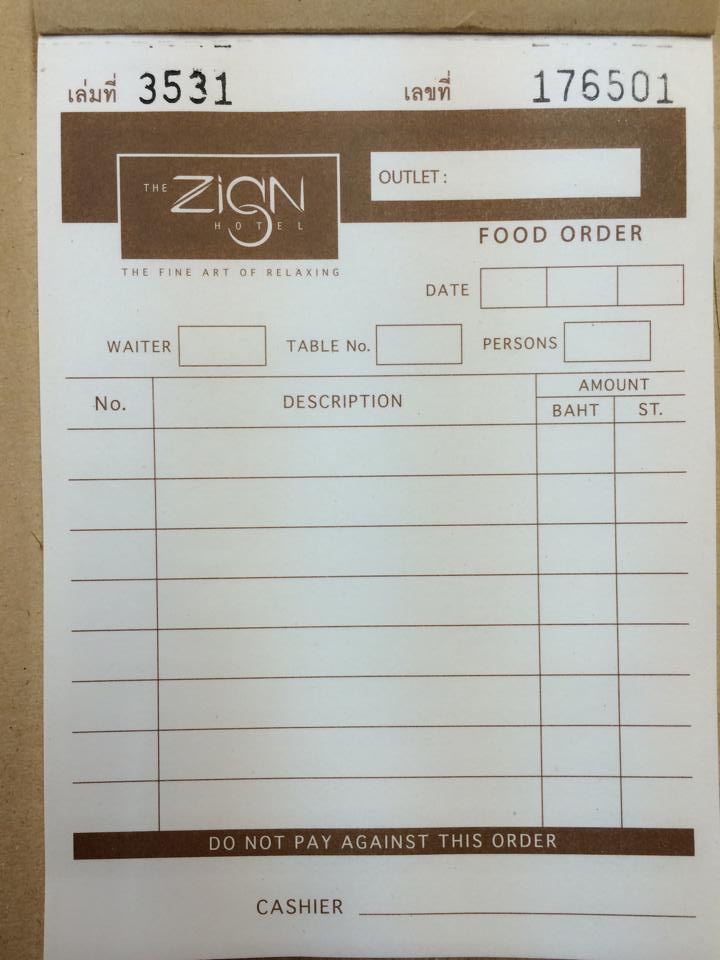 เล่มที่ 3531 เลขที่ 176501
THE ZIGN HOTEL
OUTLET :
THE FINE ART OF RELAXING
FOOD ORDER
DATE
WAITER TABLE No. PERSONS
No. DESCRIPTION AMOUNT
BAHT ST.
DO NOT PAY AGAINST THIS ORDER
CASHIER